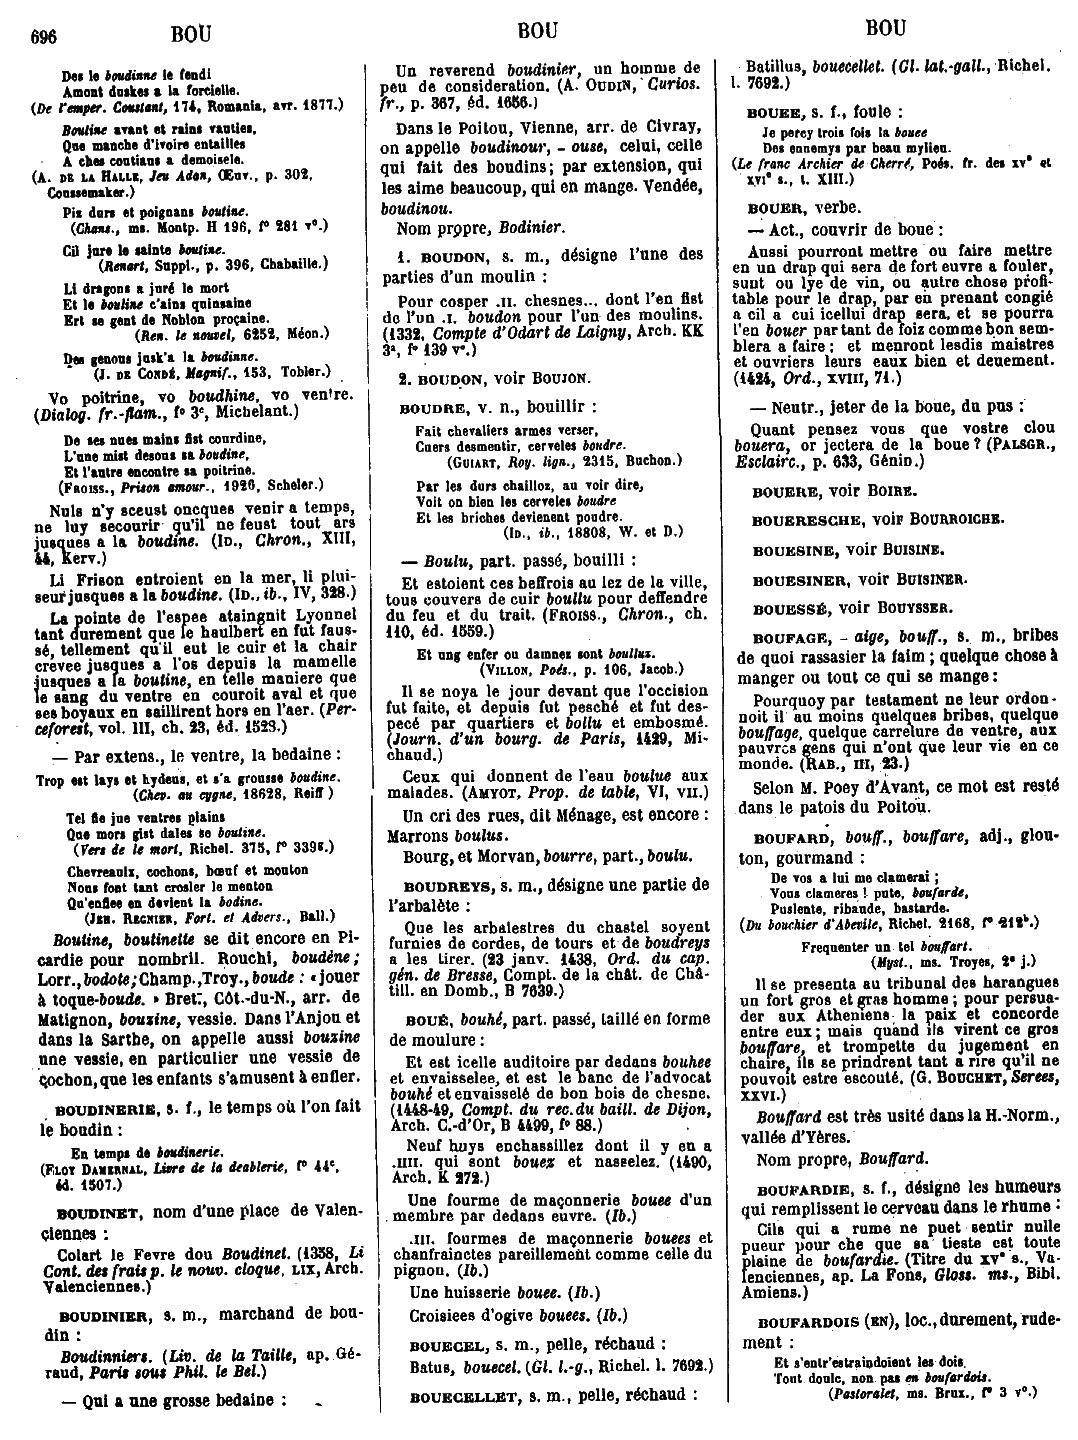 696 BOU BOU BOU
Des le boudinne le fendi
Amont duskes a la forcielle.
(De l'emper. Constant, 174, Romania, avr. 1877.)
Boutine avant et rains vauties,
Que manche d'ivoire entailles
A ches coutiaus a demoisele.
(A. DE LA HALLE, Jeu Adan, Œuv., p. 302,
Coussemaker.)
Piz durs et poignans boutine.
(Chans., ms. Montp. H 196, f° 281 v°.)
Cil jure le sainte boutine.
(Renart, Suppl., p. 396, Chabaille.)
Li dragons a juré le mort
Et le bouline c'ains quinsaine
Ert se gent de Noblon proçaine.
(Ren. le nouvel, 6252, Méon.)
Des genous jusk'a la boudinne.
(J. DE CONDÉ, Magnif., 153, Tobler.)
Vo poitrine, vo boudhine, vo ventre.
(Dialog. fr.-flam., f° 3c, Michelant.)
De ses nues mains fist courdine,
L'une mist desous sa boudine,
Et l'autre encontre sa poitrine.
(FROISS., Prison amour., 1926, Scheler.)
Nuls n'y sceust oncques venir a temps,
ne luy secourir qu'il ne feust tout ars
jusques a la boudine. (ID., Chron., XIII,
44, Kerv.)
Li Frison entroient en la mer, li plui-
seur jusques a la boudine. (ID., ib., IV, 328.)
La pointe de l'espee ataingnit Lyonnel
tant durement que le haulbert en fut faus-
sé, tellement qu'il eut le cuir et la chair
crevee jusques a l'os depuis la mamelle
jusques a la boutine, en telle maniere que
le sang du ventre en couroit aval et que
ses boyaux en saillirent hors en l'aer. (Per-
ceforest, vol. III, ch. 23, éd. 1528.)
— Par extens., le ventre, la bedaine :
Trop est lays et hydeus, et s'a grousse boudine.
(Chev. au cygne, 18628, Reiff )
Tel fie jue ventres plains
Que mors gist dales se boutine.
(Vers de le mort, Richel. 375, f° 339c.)
Chevreaulx, cochons, bœuf et mouton
Nous font tant crosler le menton
Qu'enflee en devient la bodine.
(JEH. REGNIER, Fort. et Advers., Ball.)
Boutine, boutinette se dit encore en Pi-
cardie pour nombril. Rouchi, boudène;
Lorr., bodote; Champ., Troy., boude : « jouer
à toque-boude. » Bret., Côt.-du-N., arr. de
Matignon, bouzine, vessie. Dans l'Anjou et
dans la Sarthe, on appelle aussi bouzine
une vessie, en particulier une vessie de
cochon, que les enfants s'amusent à enfler.
BOUDINERIE, s. f., le temps où l'on fait
le boudin :
En temps de boudinerie.
(ELOY DAMERNAL, Livre de la deablerie, f° 44c,
éd. 1507.)
BOUDINET, nom d'une place de Valen-
ciennes :
Colart le Fevre dou Boudinet. (1358, Li
Cont. des frais p. le nouv. cloque, LIX, Arch.
Valenciennes.)
BOUDINIER, s. m., marchand de bou-
din :
Boudinniers. (Liv. de la Taille, ap. Gé-
raud, Paris sous Phil. le Bel.)
— Qui a une grosse bedaine :
Un reverend boudinier, un homme de
peu de consideration. (A. OUDIN, Curios.
fr., p. 367, éd. 1656.)
Dans le Poitou, Vienne, arr. de Civray,
on appelle boudinour, - ouse, celui, celle
qui fait des boudins; par extension, qui
les aime beaucoup, qui en mange. Vendée,
boudinou.
Nom propre, Bodinier.
1. BOUDON, s. m., désigne l'une des
parties d'un moulin :
Pour cosper .II. chesnes... dont l'en fist
de l'un .I. boudon pour l'un des moulins.
(1332, Compte d'Odart de Laigny, Arch. KK
3a, f° 139 v°.)
2. BOUDON, voir BOUJON.
BOUDRE, v. n., bouillir :
Fait chevaliers armes verser,
Cuers desmentir, cerveles boudre.
(GUIART, Roy. lign., 2315, Buchon.)
Par les durs chailloz, au voir dire,
Voit on bien les cerveles boudre
Et les briches devienent poudre.
(ID., ib., 18808, W. et D.)
— Boulu, part. passé, bouilli :
Et estoient ces beffrois au lez de la ville,
tous couvers de cuir boullu pour deffendre
du feu et du trait. (FROISS., Chron., ch.
110, éd. 1559.)
Et ung enfer ou damnez sont boullus.
(VILLON, Poés., p. 106, Jacob.)
Il se noya le jour devant que l'occision
fut faite, et depuis fut pesché et fut des-
pecé par quartiers et bollu et embosmé.
(Journ. d'un bourg. de Paris, 1429, Mi-
chaud.)
Ceux qui donnent de l'eau boulue aux
malades. (AMYOT, Prop. de table, VI, VII.)
Un cri des rues, dit Ménage, est encore :
Marrons boulus.
Bourg, et Morvan, bourre, part., boulu.
BOUDREYS, s. m., désigne une partie de
l'arbalète :
Que les arbalestres du chastel soyent
furnies de cordes, de tours et de boudreys
a les tirer. (23 janv. 1438, Ord. du cap.
gén. de Bresse, Compt. de la chât. de Châ-
till. en Domb., B 7639.)
BOUÉ, bouhé, part. passé, taillé en forme
de moulure :
Et est icelle auditoire par dedans bouhee
et envaisselee, et est le banc de l'advocat
bouhé et envaisselé de bon bois de chesne.
(1448-49, Compt. du rec. du baill. de Dijon,
Arch. C.-d'Or, B 4499, f° 88.)
Neuf huys enchassillez dont il y en a
.IIII. qui sont bouez et nasselez. (1490,
Arch. K 272.)
Une fourme de maçonnerie bouee d'un
membre par dedans euvre. (Ib.)
.III. fourmes de maçonnerie bouees et
chanfrainctes pareillement comme celle du
pignon. (Ib.)
Une huisserie bouee. (Ib.)
Croisiees d'ogive bouees. (Ib.)
BOUECEL, s. m., pelle, réchaud :
Batus, bouecel. (Gl. l.-g., Richel. l. 7692.)
BOUECELLET, s. m., pelle, réchaud :
Batillus, bouecellet. (Gl. lat.-gall., Richel.
l. 7692.)
BOUEE, s. f., foule :
Je percy trois fois la bouee
Des ennemys par beau mylieu.
(Le franc Archier de Cherré, Poés. fr. des XVe et
XVIe s., t. XIII.)
BOUER, verbe.
— Act., couvrir de boue :
Aussi pourront mettre ou faire mettre
en un drap qui sera de fort euvre a fouler,
sunt ou lye de vin, ou autre chose profi-
table pour le drap, par en prenant congié
a cil a cui icellui drap sera, et se pourra
l'en bouer par tant de foiz comme bon sem-
blera a faire ; et menront lesdis maistres
et ouvriers leurs eaux bien et deuement.
(1424, Ord., XVIII, 71.)
— Neutr., jeter de la boue, du pus :
Quant pensez vous que vostre clou
bouera, or jectera de la boue ? (PALSGR.,
Esclairc., p. 633, Génin.)
BOUERE, voir BOIRE.
BOUERESCHE, voir BOURROICHE.
BOUESINE, voir BUISINE.
BOUESINER, voir BUISINER.
BOUESSÉ, voir BOUYSSER.
BOUFAGE, - aige, bouff., s. m., bribes
de quoi rassasier la faim ; quelque chose à
manger ou tout ce qui se mange :
Pourquoy par testament ne leur ordon-
noit il au moins quelques bribes, quelque
bouffage, quelque carrelure de ventre, aux
pauvres gens qui n'ont que leur vie en ce
monde. (RAB., III, 23.)
Selon M. Poey d'Avant, ce mot est resté
dans le patois du Poitou.
BOUFARD, bouff., bouffare, adj., glou-
ton, gourmand :
De vos a lui me clamerai ;
Vous clameres ! pute, boufarde,
Puslente, ribaude, bastarde.
(Du bouchier d'Abevile, Richel. 2168, f° 212b.)
Frequenter un tel bouffart.
(Myst., ms. Troyes, 2e j.)
Il se presenta au tribunal des harangues
un fort gros et gras homme ; pour persua-
der aux Atheniens la paix et concorde
entre eux ; mais quand ils virent ce gros
bouffare, et trompette du jugement en
chaire, ils se prindrent tant a rire qu'il ne
pouvoit estre escouté. (G. BOUCHET, Serees,
XXVI.)
Bouffard est très usité dans la H.-Norm.,
vallée d'Yères.
Nom propre, Bouffard.
BOUFARDIE, s. f., désigne les humeurs
qui remplissent le cerveau dans le rhume :
Cils qui a rume ne puet sentir nulle
pueur pour che que sa tieste est toute
plaine de boufardie. (Titre du XVe s., Va-
lenciennes, ap. La Fons, Gloss. ms., Bibl.
Amiens.)
BOUFARDOIS (EN), loc., durement, rude-
ment :
Et s'entr'estraindoient les dois
Tout doulc, non pas en boufardois.
(Pastoralet, ms. Brux., f° 3 v°.)